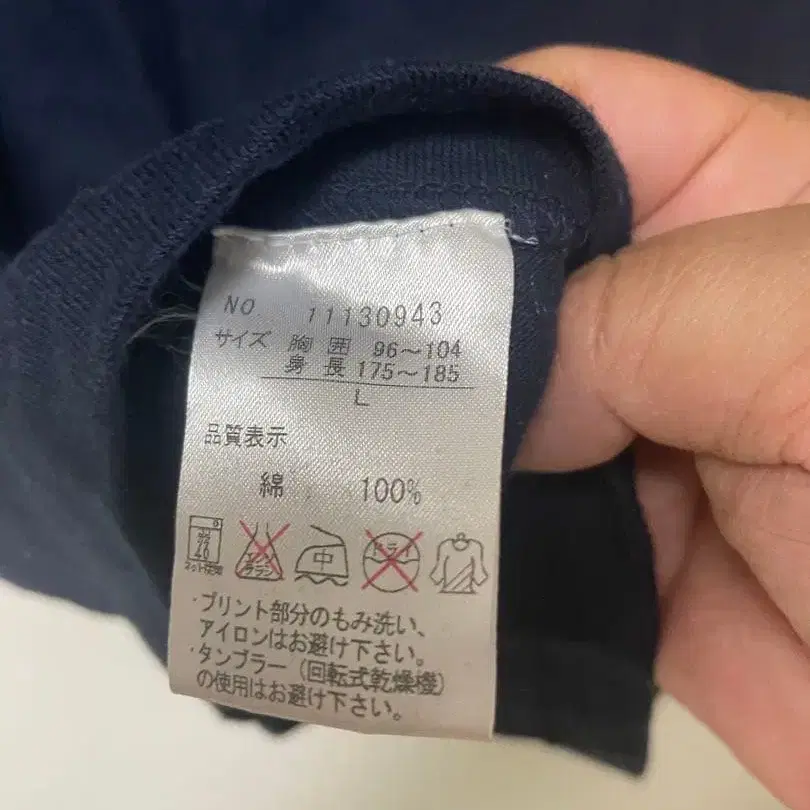 NO 11130943
サイズ 胸囲 96～104
身長 175～185
L
品質表示
綿 100%
中 ドライ
・プリント部分のもみ洗い、
アイロンはお避け下さい。
・タンブラー(回転式乾燥機)
の使用はお避け下さい。